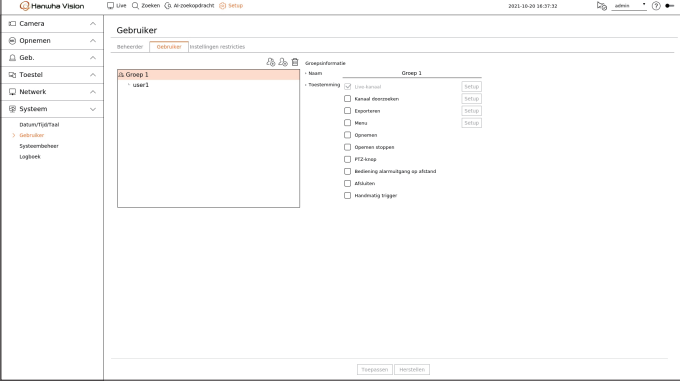 Hanwha Vision
Live Zoeken AI-zoekopdracht Setup
2021-10-20 16:37:32
admin
Camera
Opnemen
Geb.
Toestel
Netwerk
Systeem
Datum/Tijd/Taal
Gebruiker
Systeembeheer
Logboek
Gebruiker
Beheerder Gebruiker Instellingen restricties
Groep 1
user1
Groepsinformatie
Naam Groep 1
Toestemming Live-kanaal Setup
Kanaal doorzoeken Setup
Exporteren Setup
Menu Setup
Opnemen
Opemen stoppen
PTZ-knop
Bediening alarmuitgang op afstand
Afsluiten
Handmatig trigger
Toepassen Herstellen